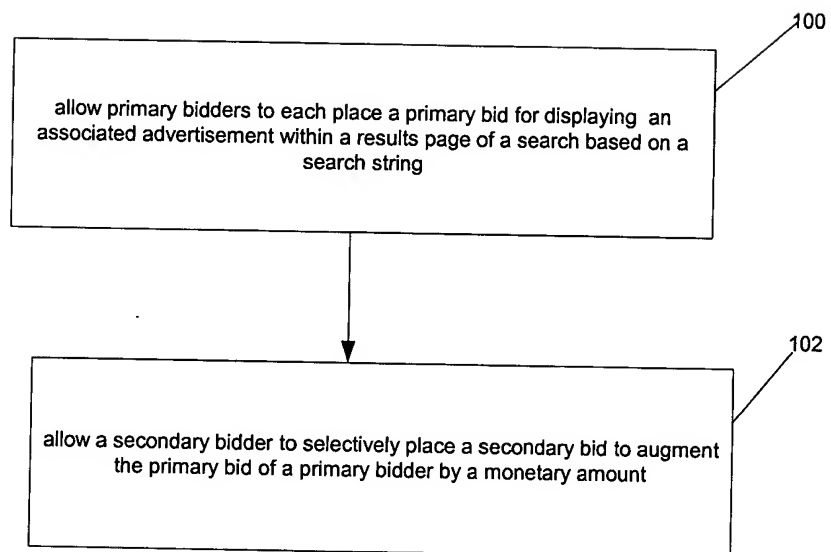 100
allow primary bidders to each place a primary bid for displaying an
associated advertisement within a results page of a search based on a
search string
102
allow a secondary bidder to selectively place a secondary bid to augment
the primary bid of a primary bidder by a monetary amount